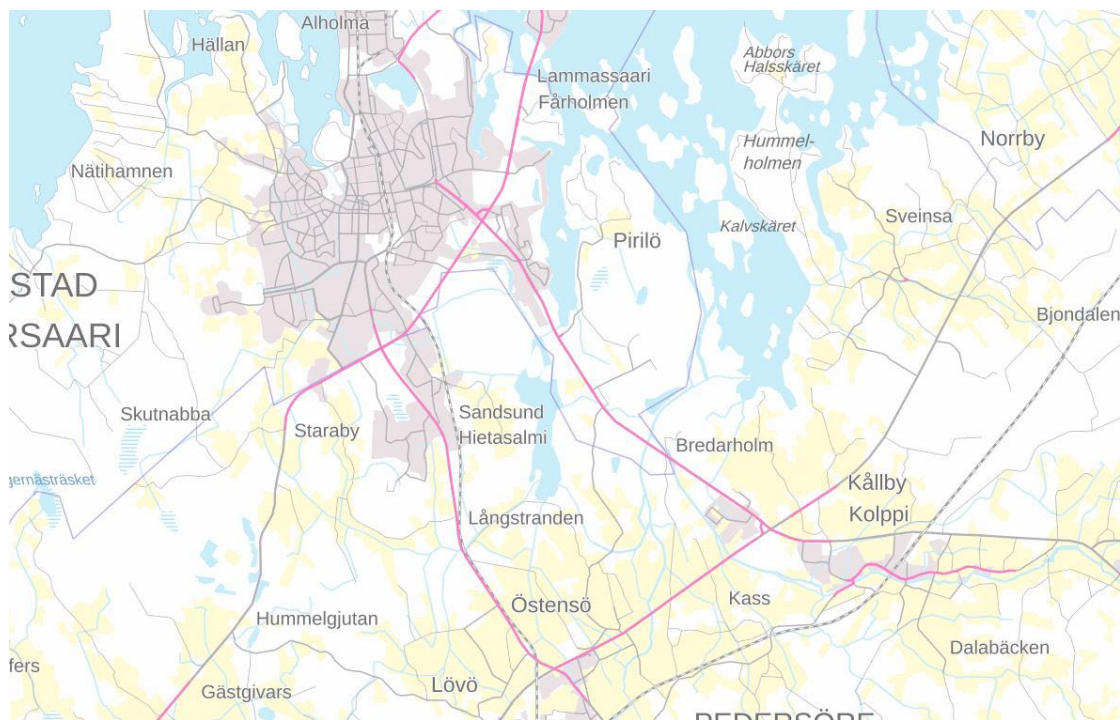 Alholma
Hällan
Abbors
Halsskäret
Lammassaari
Fårholmen
Hummel-
holmen
Norrby
Nätihamnen
Sveinsa
Kalvskäret
Pirilö
STAD
RSAARI
Bjondalen
Skutnabba
Sandsund
Hietasalmi
Staraby
Bredarholm
gernästräsket
Kållby
Kolppi
Långstranden
Hummelgjutan
Östensö
Kass
Dalabäcken
fers
Gästgivars
Lövö
PEDERSÖRE